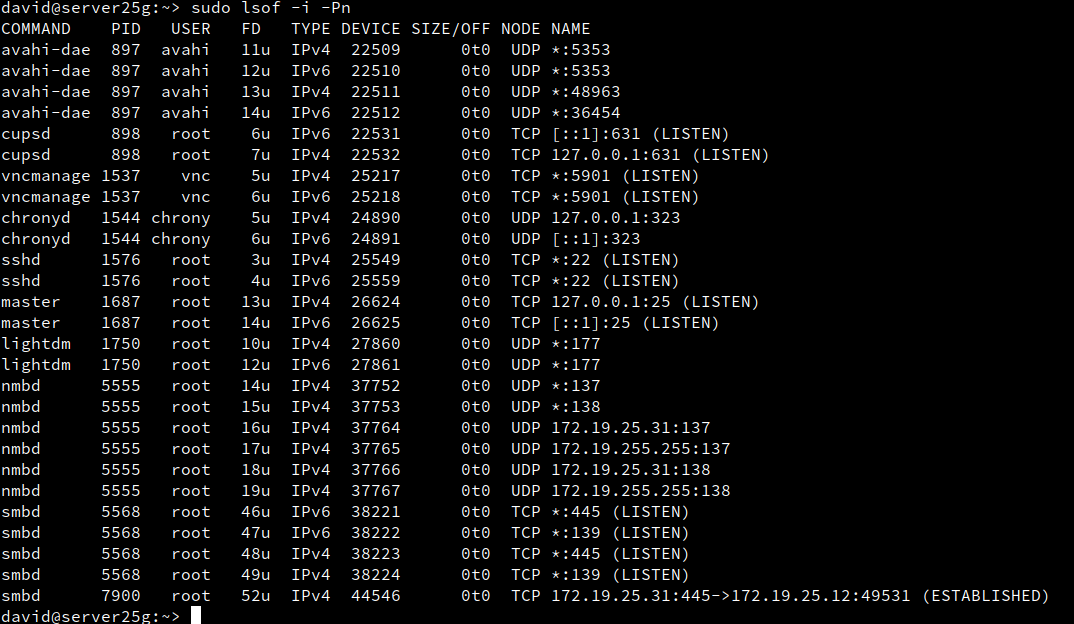 david@server25g:~> sudo lsof -i -Pn
COMMAND    PID   USER   FD   TYPE DEVICE SIZE/OFF NODE NAME
avahi-dae  897  avahi   11u  IPv4  22509      0t0  UDP *:5353
avahi-dae  897  avahi   12u  IPv6  22510      0t0  UDP *:5353
avahi-dae  897  avahi   13u  IPv4  22511      0t0  UDP *:48963
avahi-dae  897  avahi   14u  IPv6  22512      0t0  UDP *:36454
cupsd      898   root    6u  IPv6  22531      0t0  TCP [::1]:631 (LISTEN)
cupsd      898   root    7u  IPv4  22532      0t0  TCP 127.0.0.1:631 (LISTEN)
vncmanage 1537    vnc    5u  IPv4  25217      0t0  TCP *:5901 (LISTEN)
vncmanage 1537    vnc    6u  IPv6  25218      0t0  TCP *:5901 (LISTEN)
chronyd   1544 chrony    5u  IPv4  24890      0t0  UDP 127.0.0.1:323
chronyd   1544 chrony    6u  IPv6  24891      0t0  UDP [::1]:323
sshd      1576   root    3u  IPv4  25549      0t0  TCP *:22 (LISTEN)
sshd      1576   root    4u  IPv6  25559      0t0  TCP *:22 (LISTEN)
master    1687   root   13u  IPv4  26624      0t0  TCP 127.0.0.1:25 (LISTEN)
master    1687   root   14u  IPv6  26625      0t0  TCP [::1]:25 (LISTEN)
lightdm   1750   root   10u  IPv4  27860      0t0  UDP *:177
lightdm   1750   root   12u  IPv6  27861      0t0  UDP *:177
nmbd      5555   root   14u  IPv4  37752      0t0  UDP *:137
nmbd      5555   root   15u  IPv4  37753      0t0  UDP *:138
nmbd      5555   root   16u  IPv4  37764      0t0  UDP 172.19.25.31:137
nmbd      5555   root   17u  IPv4  37765      0t0  UDP 172.19.255.255:137
nmbd      5555   root   18u  IPv4  37766      0t0  UDP 172.19.25.31:138
nmbd      5555   root   19u  IPv4  37767      0t0  UDP 172.19.255.255:138
smbd      5568   root   46u  IPv6  38221      0t0  TCP *:445 (LISTEN)
smbd      5568   root   47u  IPv6  38222      0t0  TCP *:139 (LISTEN)
smbd      5568   root   48u  IPv4  38223      0t0  TCP *:445 (LISTEN)
smbd      5568   root   49u  IPv4  38224      0t0  TCP *:139 (LISTEN)
smbd      7900   root   52u  IPv4  44546      0t0  TCP 172.19.25.31:445->172.19.25.12:49531 (ESTABLISHED)
david@server25g:~>